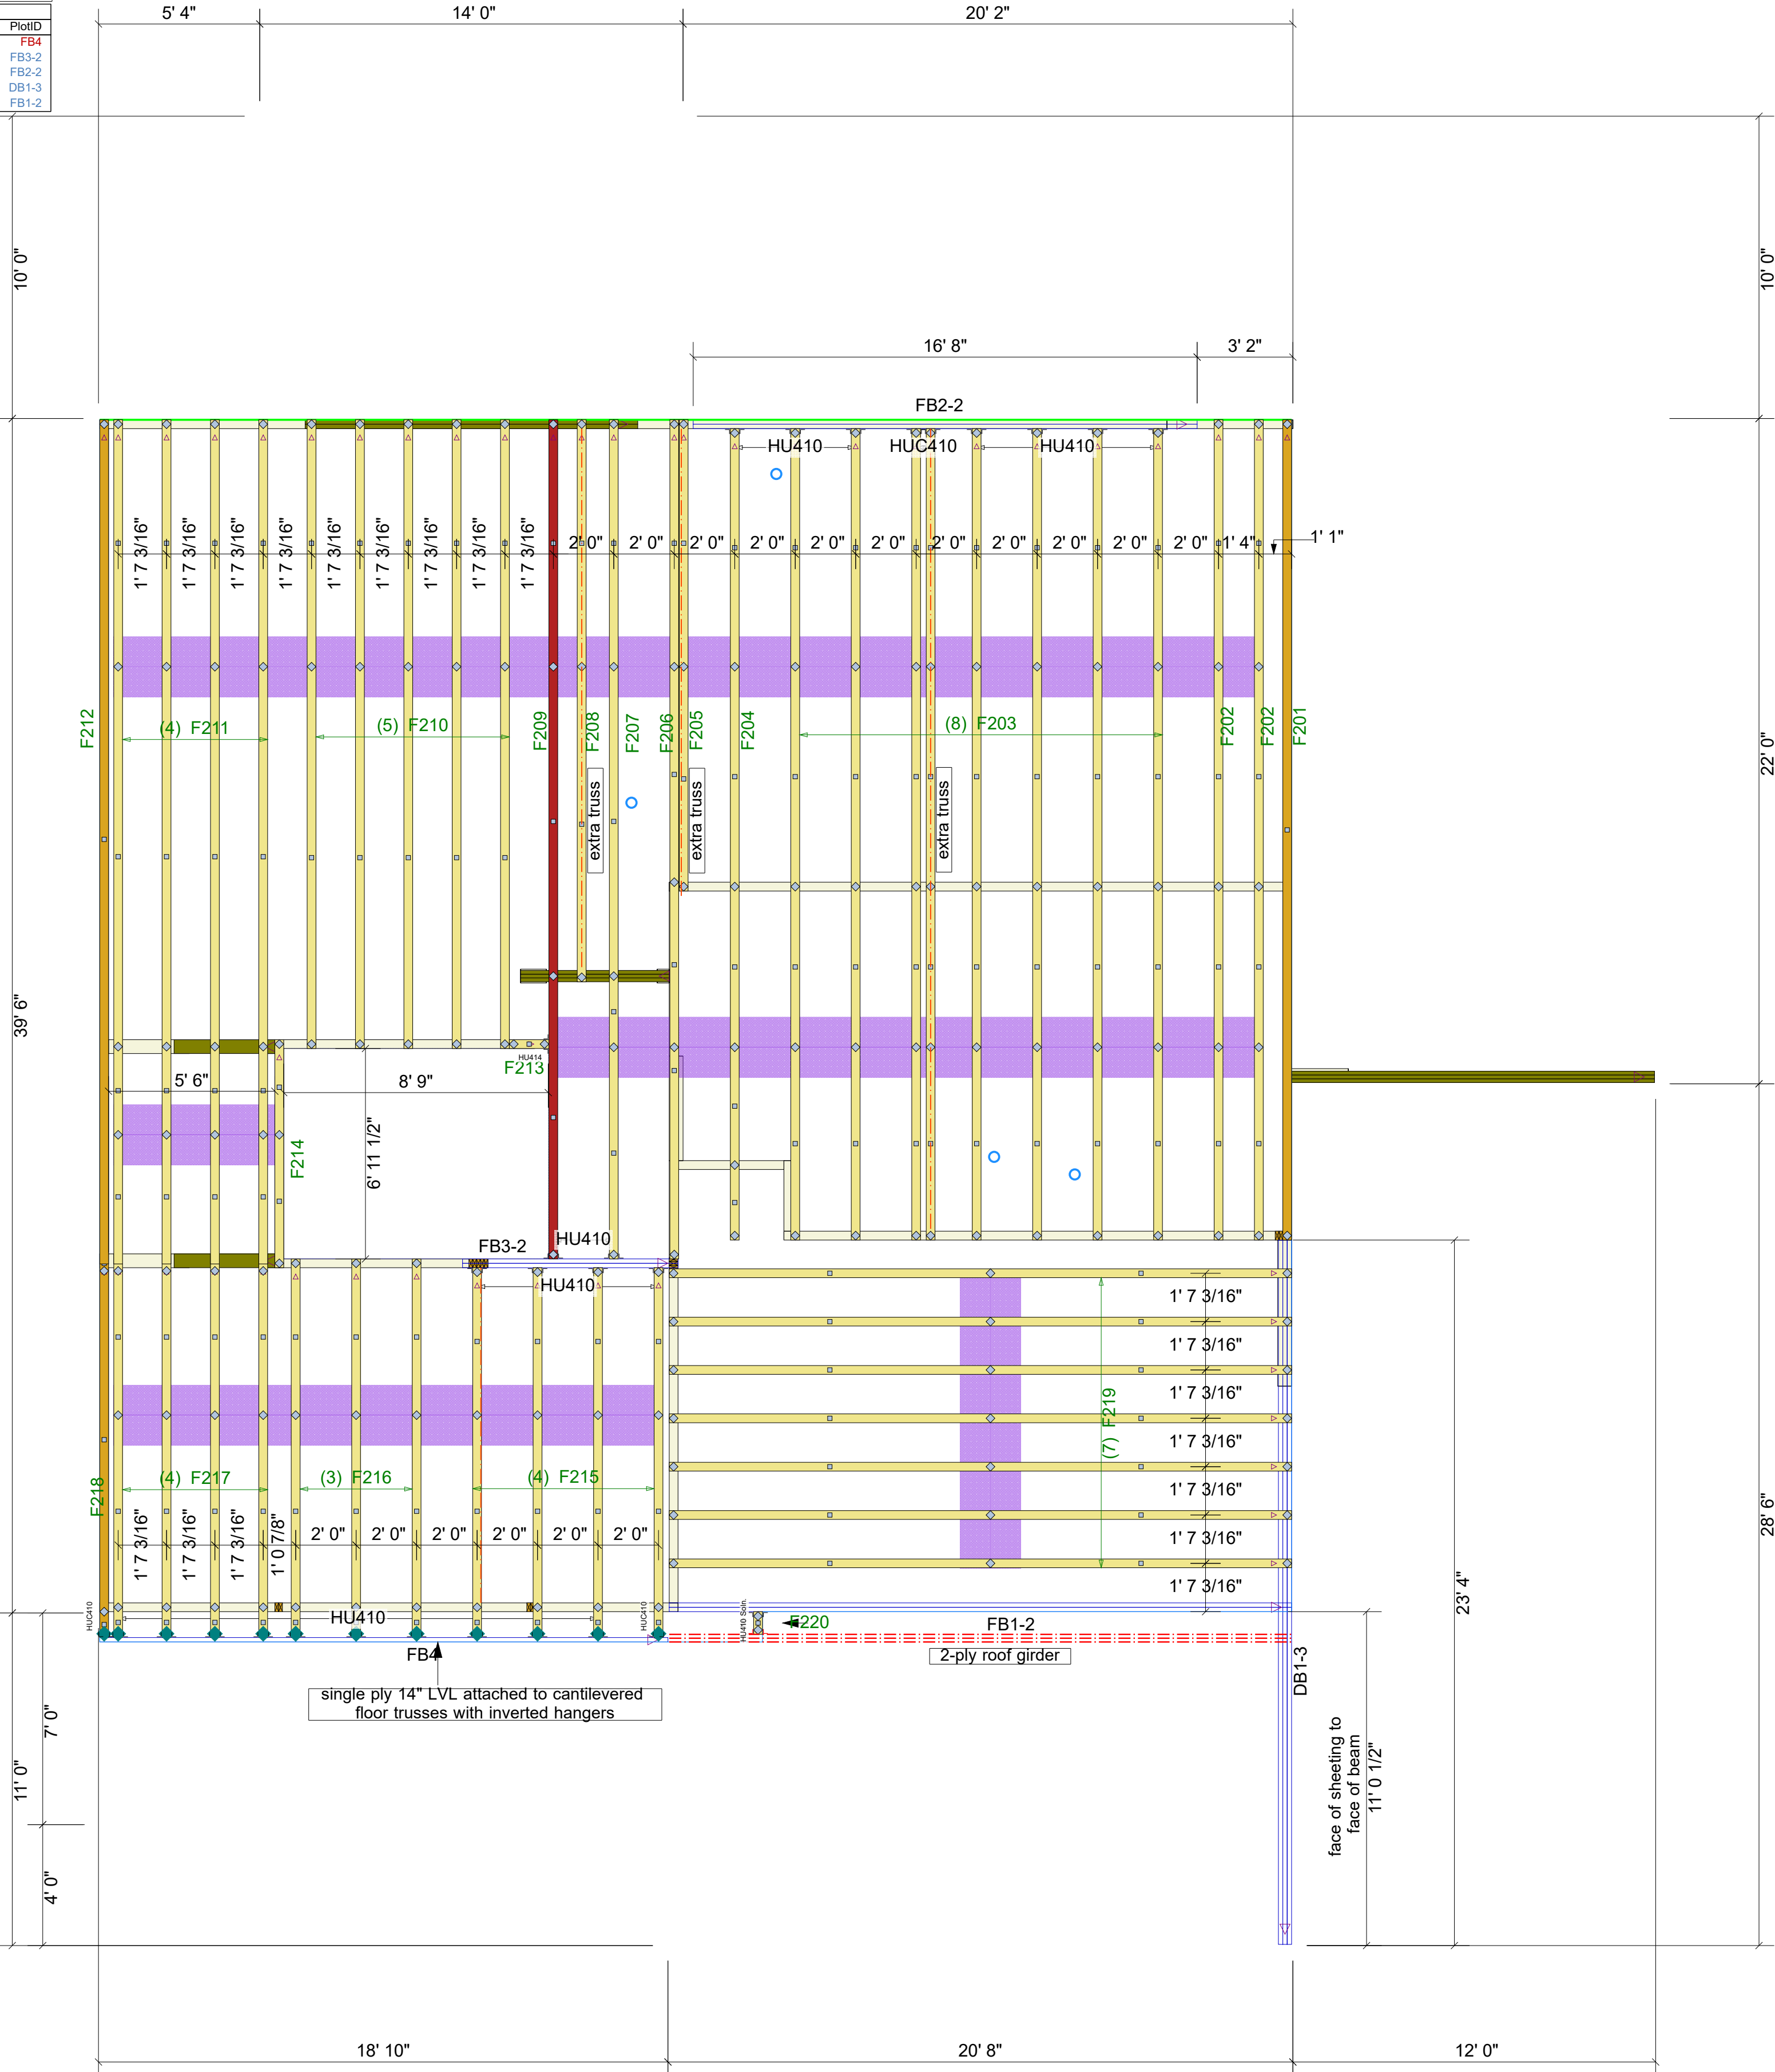 5' 4"
14' 0"
20' 2"
PlotID
FB4
FB3-2
FB2-2
DB1-3
FB1-2
10' 0"
10' 0"
16' 8"
3' 2"
FB2-2
HU410
HUC410
HU410
1' 7 3/16"
1' 7 3/16"
1' 7 3/16"
1' 7 3/16"
1' 7 3/16"
1' 7 3/16"
1' 7 3/16"
1' 7 3/16"
1' 7 3/16"
2' 0"
2' 0"
2' 0"
2' 0"
2' 0"
2' 0"
2' 0"
2' 0"
2' 0"
2' 0"
2' 0"
1' 4"
1' 1"
F212
(4) F211
(5) F210
F209
F208
F207
F206
F205
F204
(8) F203
F202
F202
F201
22' 0"
extra truss
extra truss
extra truss
39' 6"
HU414
F213
5' 6"
8' 9"
F214
6' 11 1/2"
FB3-2
HU410
HU410
1' 7 3/16"
1' 7 3/16"
1' 7 3/16"
1' 7 3/16"
1' 7 3/16"
1' 7 3/16"
1' 7 3/16"
(7) F219
F218
(4) F217
(3) F216
(4) F215
1' 7 3/16"
1' 7 3/16"
1' 7 3/16"
1' 0 7/8"
2' 0"
2' 0"
2' 0"
2' 0"
2' 0"
2' 0"
28' 6"
23' 4"
HUC410
HU410
HUC410
HU410 Soln.
F220
FB1-2
FB4
2-ply roof girder
DB1-3
single ply 14" LVL attached to cantilevered
floor trusses with inverted hangers
7' 0"
11' 0"
4' 0"
face of sheeting to
face of beam
11' 0 1/2"
18' 10"
20' 8"
12' 0"